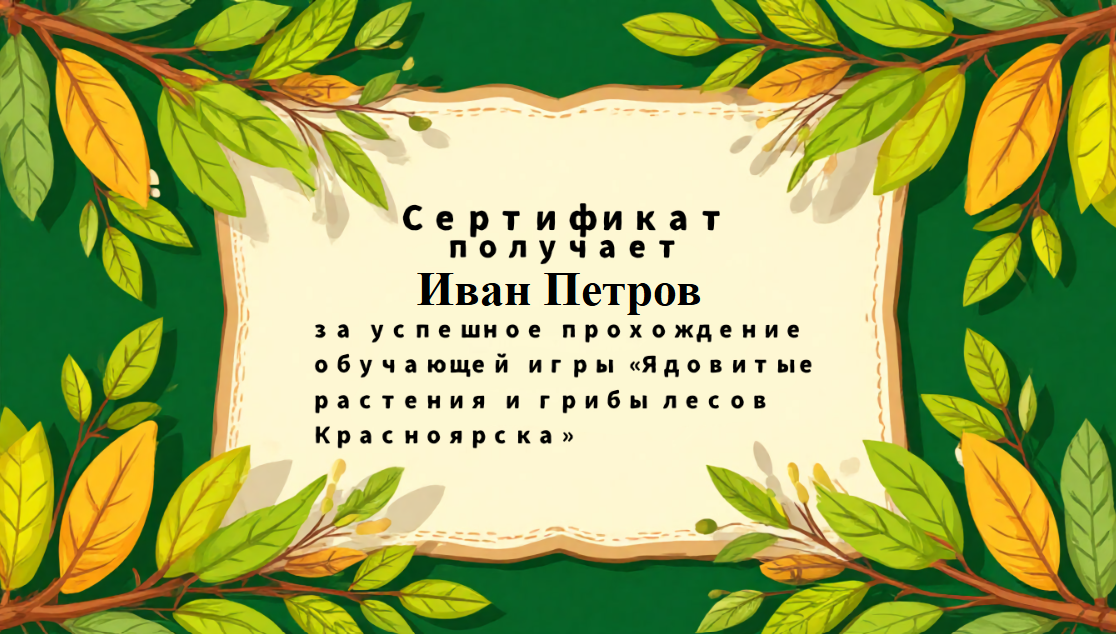 Сертификат
получает
Иван Петров
за успешное прохождение
обучающей игры «Ядовитые
растения и грибы лесов
Красноярска»